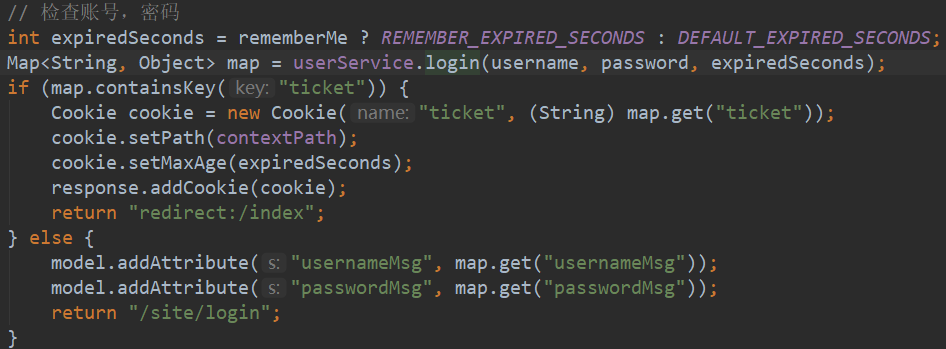 // 检查账号，密码
int expiredSeconds = rememberMe ? REMEMBER_EXPIRED_SECONDS : DEFAULT_EXPIRED_SECONDS;
Map<String, Object> map = userService.login(username, password, expiredSeconds);
if (map.containsKey( key: "ticket")) {
    Cookie cookie = new Cookie( name: "ticket", (String) map.get("ticket"));
    cookie.setPath(contextPath);
    cookie.setMaxAge(expiredSeconds);
    response.addCookie(cookie);
    return "redirect:/index";
} else {
    model.addAttribute( s: "usernameMsg", map.get("usernameMsg"));
    model.addAttribute( s: "passwordMsg", map.get("passwordMsg"));
    return "/site/login";
}